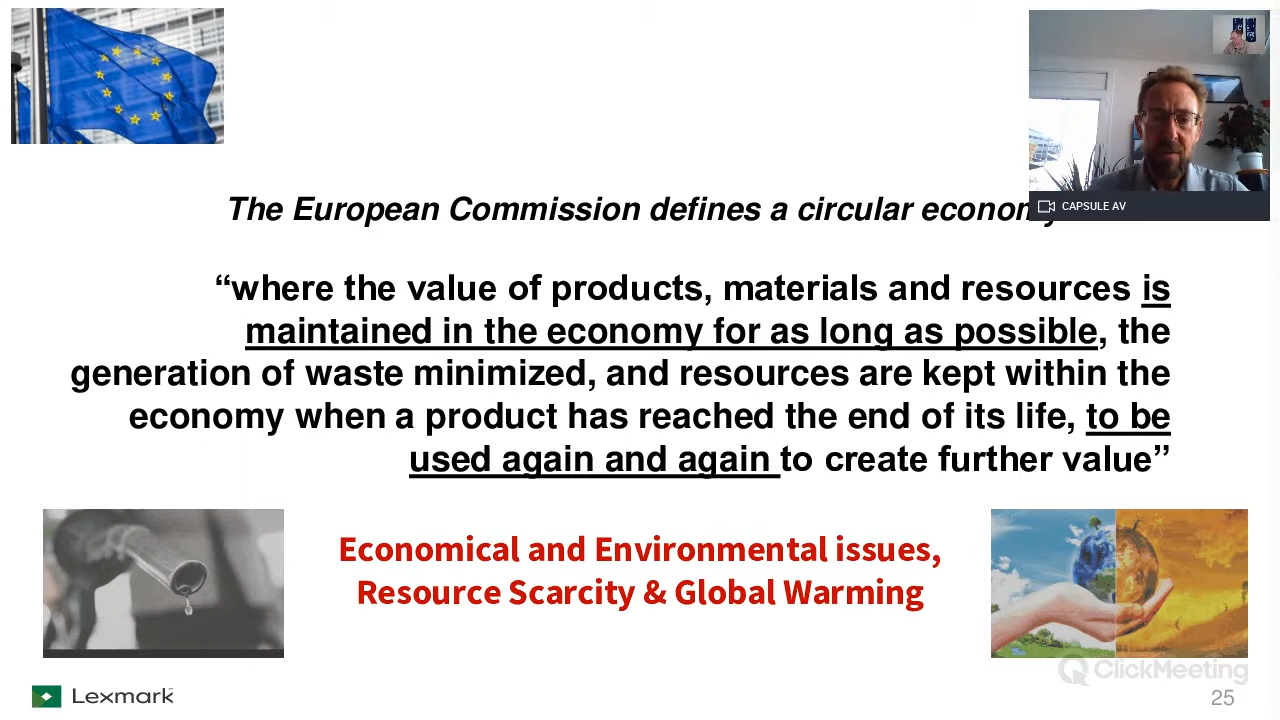 The European Commission defines a circular economy
CAPSULE AV
“where the value of products, materials and resources is
maintained in the economy for as long as possible, the
generation of waste minimized, and resources are kept within the
economy when a product has reached the end of its life, to be
used again and again to create further value”
Economical and Environmental issues,
Resource Scarcity & Global Warming
ClickMeeting
Lexmark™
25